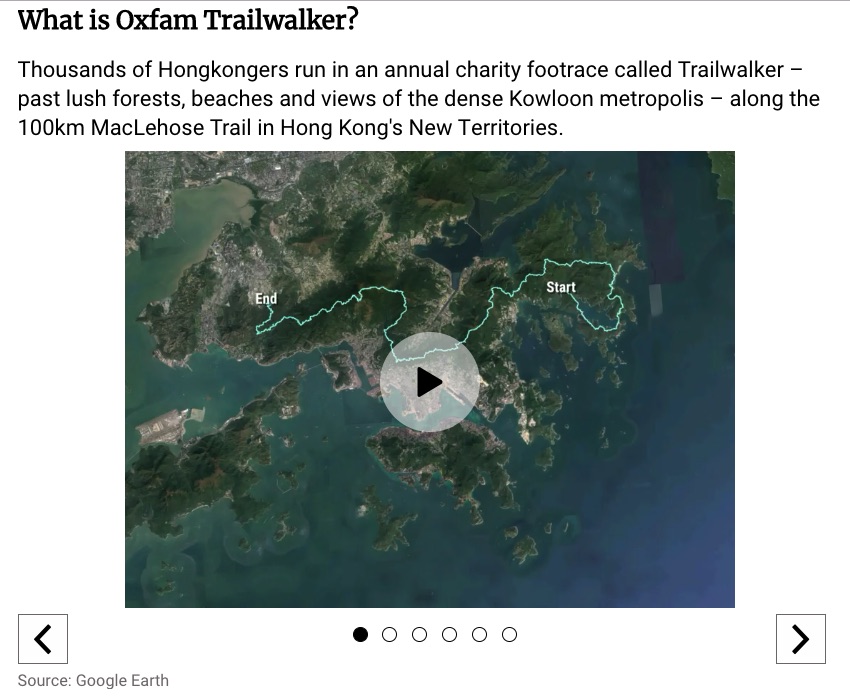 What is Oxfam Trailwalker?
Thousands of Hongkongers run in an annual charity footrace called Trailwalker –
past lush forests, beaches and views of the dense Kowloon metropolis – along the
100km MacLehose Trail in Hong Kong's New Territories.
Start
End
Source: Google Earth